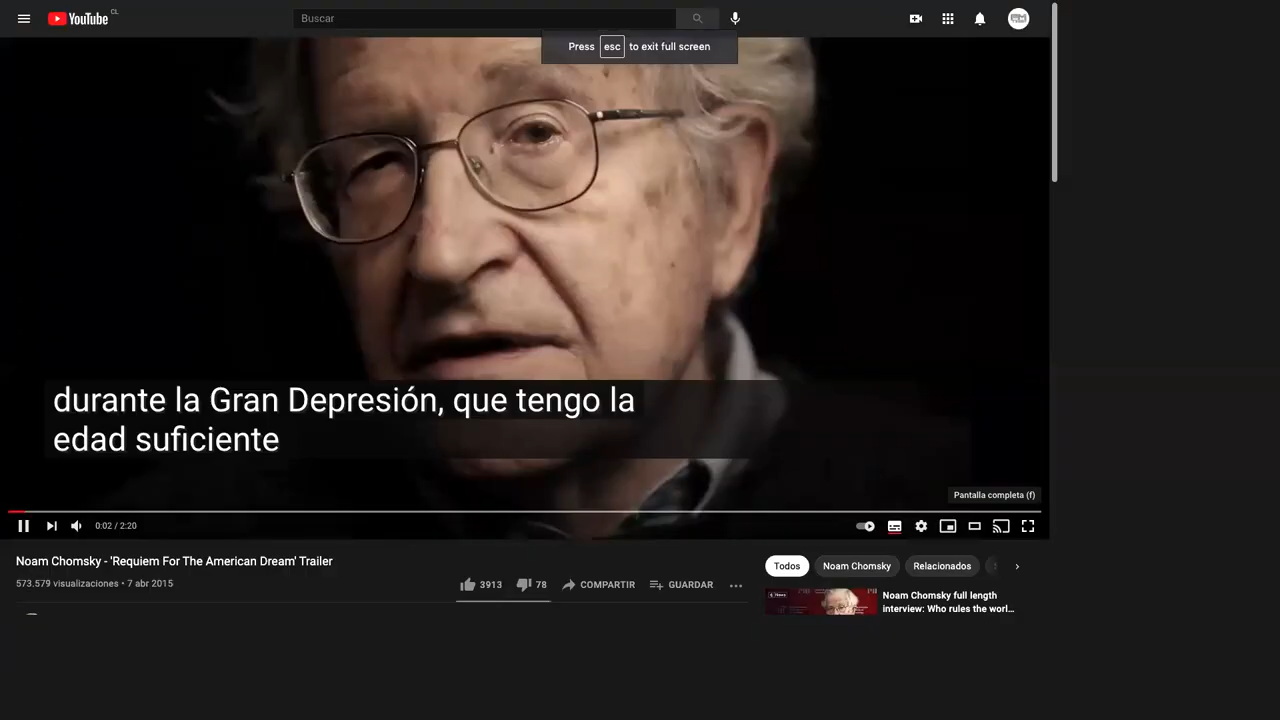 YouTube CL
Buscar
Press esc to exit full screen
durante la Gran Depresión, que tengo la
edad suficiente
Pantalla completa (f)
0:02 / 2:20
Noam Chomsky - 'Requiem For The American Dream' Trailer
573.579 visualizaciones • 7 abr 2015
3913
78
COMPARTIR
GUARDAR
Todos
Noam Chomsky
Relacionados
Noam Chomsky full length
interview: Who rules the worl...